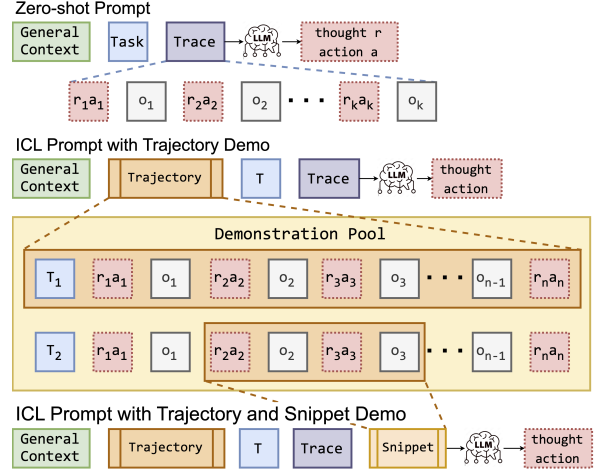 Zero-shot Prompt
General Context Task Trace LLM thought r action a
r1a1 o1 r2a2 o2 ··· rkak ok
ICL Prompt with Trajectory Demo
General Context Trajectory T Trace LLM thought action
Demonstration Pool
T1 r1a1 o1 r2a2 o2 r3a3 o3 ··· on-1 rnan
T2 r1a1 o1 r2a2 o2 r3a3 o3 ··· on-1 rnan
ICL Prompt with Trajectory and Snippet Demo
General Context Trajectory T Trace Snippet LLM thought action